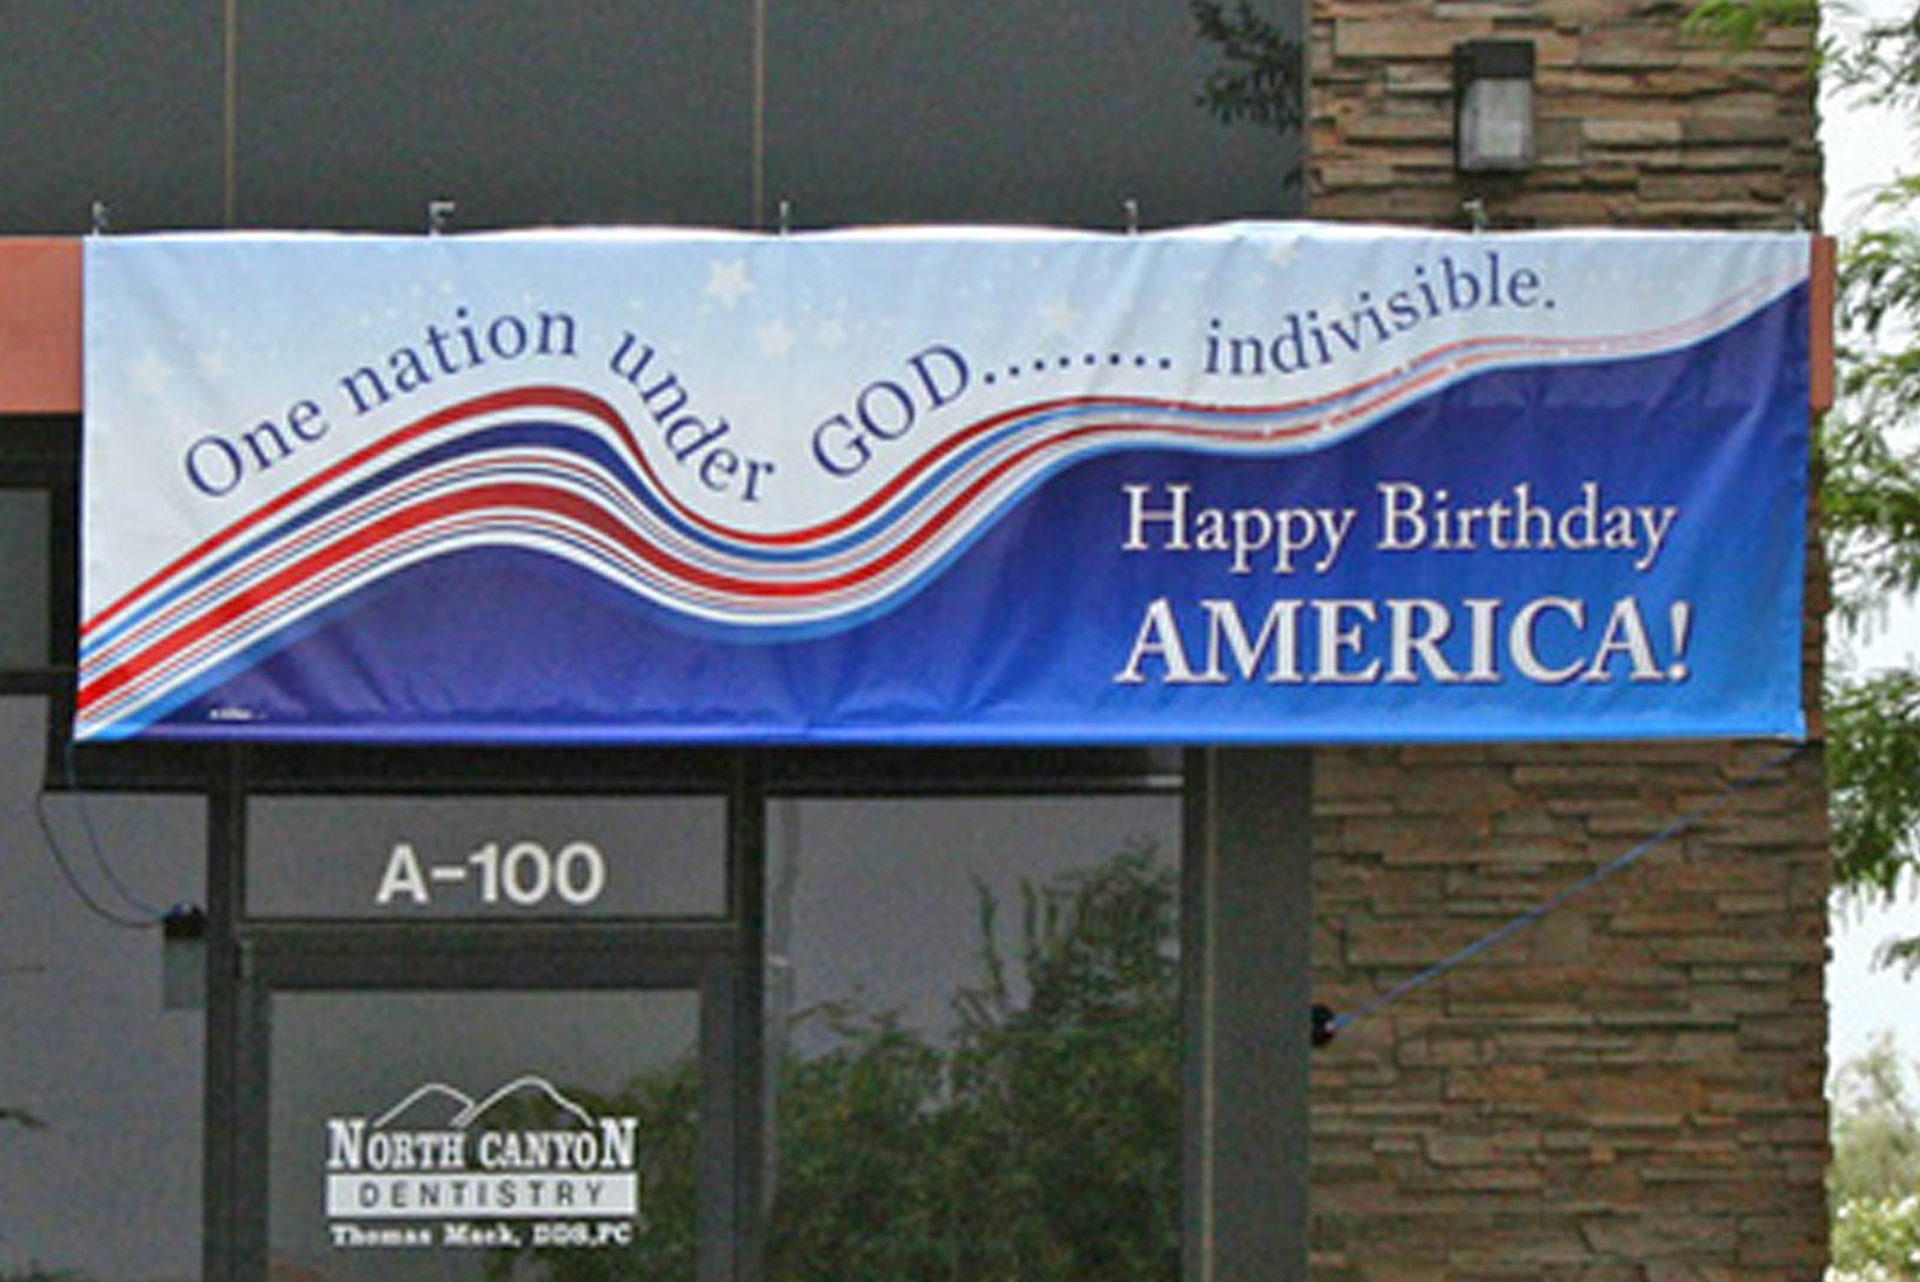 One nation under GOD........ indivisible.
Happy Birthday
AMERICA!
A-100
NORTH CANYON
DENTISTRY
Thomas Mack, DDS, PC